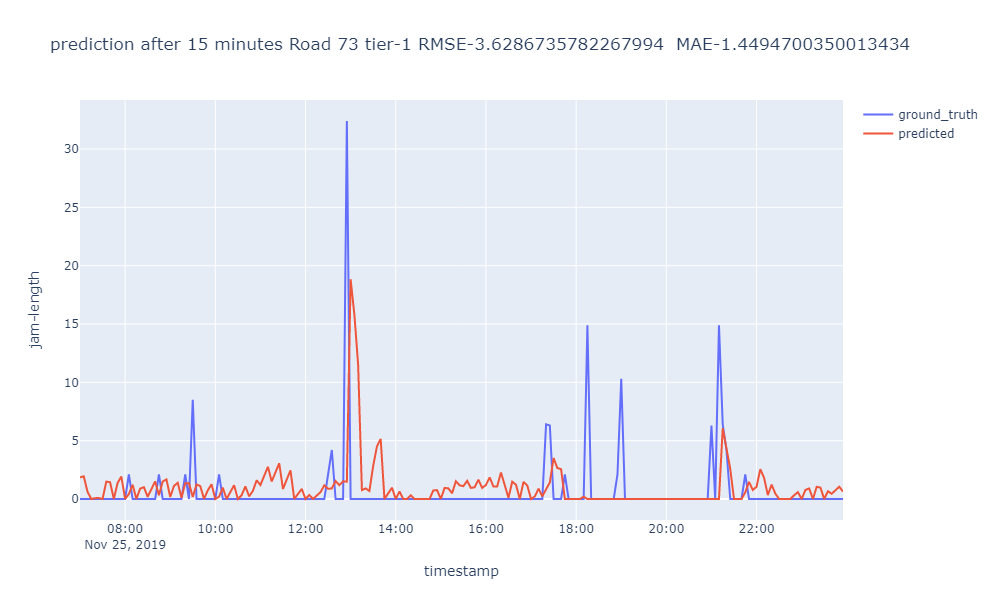 prediction after 15 minutes Road 73 tier-1 RMSE-3.6286735782267994  MAE-1.4494700350013434
ground_truth
predicted
30
25
20
15
10
5
0
jam-length
08:00 10:00 12:00 14:00 16:00 18:00 20:00 22:00
Nov 25, 2019
timestamp